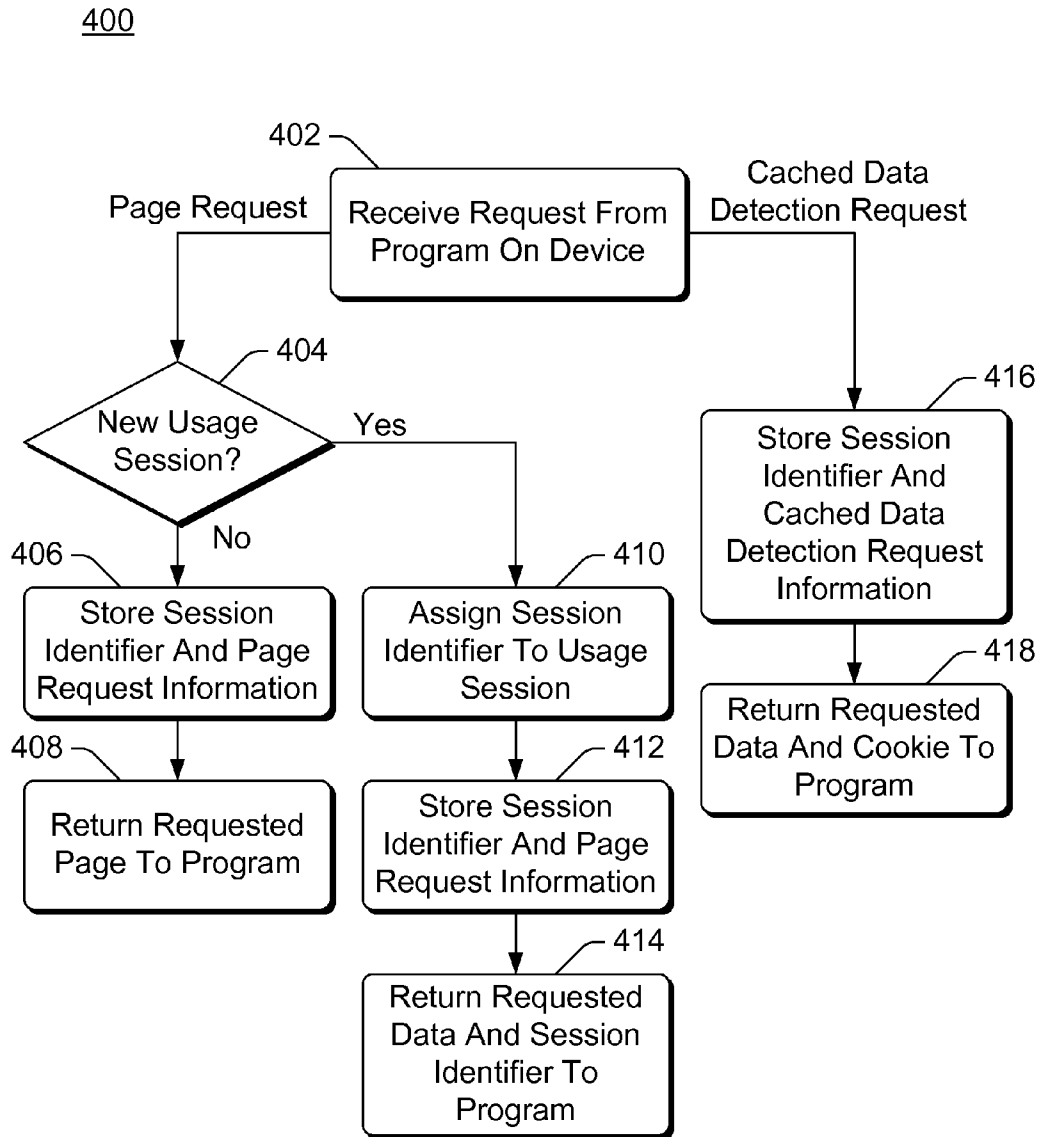 400
402
Receive Request From
Program On Device
Page Request
Cached Data
Detection Request
404
New Usage
Session?
Yes
No
406
Store Session
Identifier And Page
Request Information
408
Return Requested
Page To Program
410
Assign Session
Identifier To Usage
Session
412
Store Session
Identifier And Page
Request Information
414
Return Requested
Data And Session
Identifier To
Program
416
Store Session
Identifier And
Cached Data
Detection Request
Information
418
Return Requested
Data And Cookie To
Program